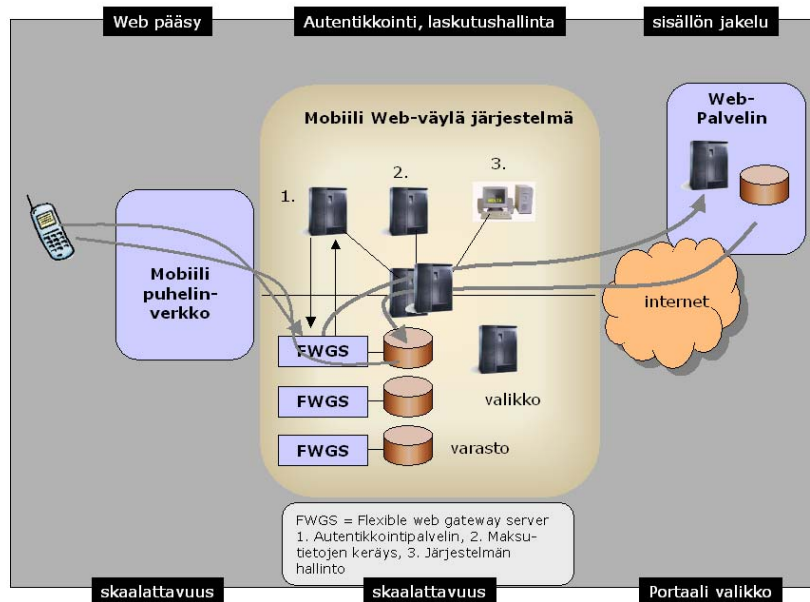 Web pääsy
Autentikkointi, laskutushallinta
sisällön jakelu
Mobiili Web-väylä järjestelmä
Web-
Palvelin
1.
2.
3.
Mobiili
puhelin-
verkko
internet
FWGS
valikko
FWGS
FWGS
varasto
FWGS = Flexible web gateway server
1. Autentikkointipalvelin, 2. Maksu-
tietojen keräys, 3. Järjestelmän
hallinto
skaalattavuus
skaalattavuus
Portaali valikko